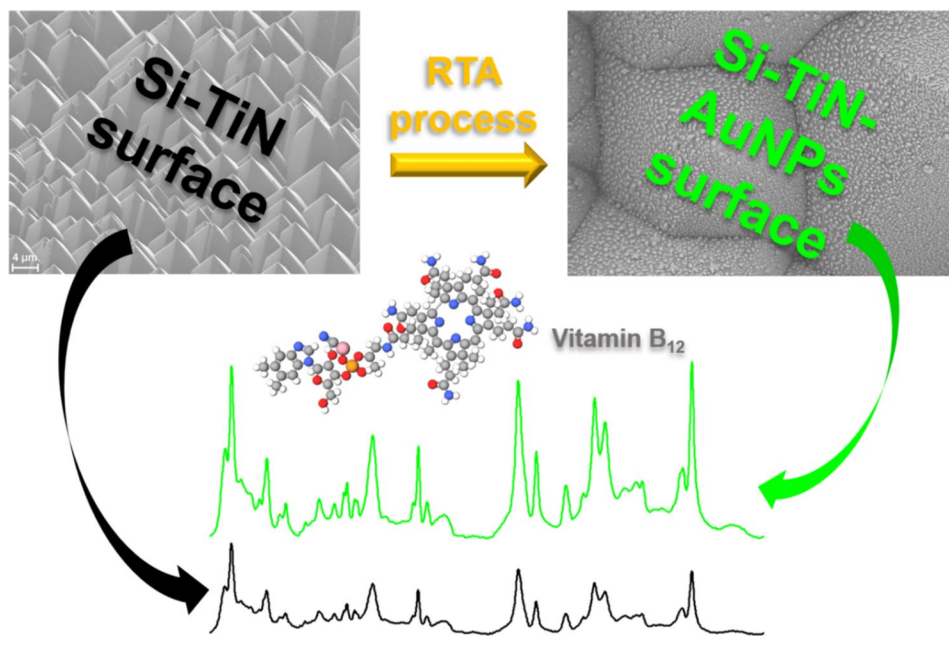 Si-TiN
surface
4 µm
RTA
process
Si-TiN-
AuNPs
surface
Vitamin B₁₂